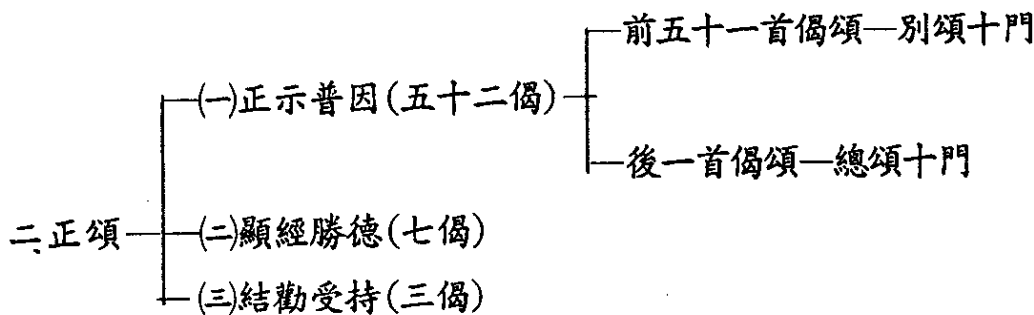 前五十一首偈頌—別頌十門
㈠正示普因(五十二偈)
後一首偈頌—總頌十門
二、正頌
㈡顯經勝德(七偈)
㈢結勸受持(三偈)